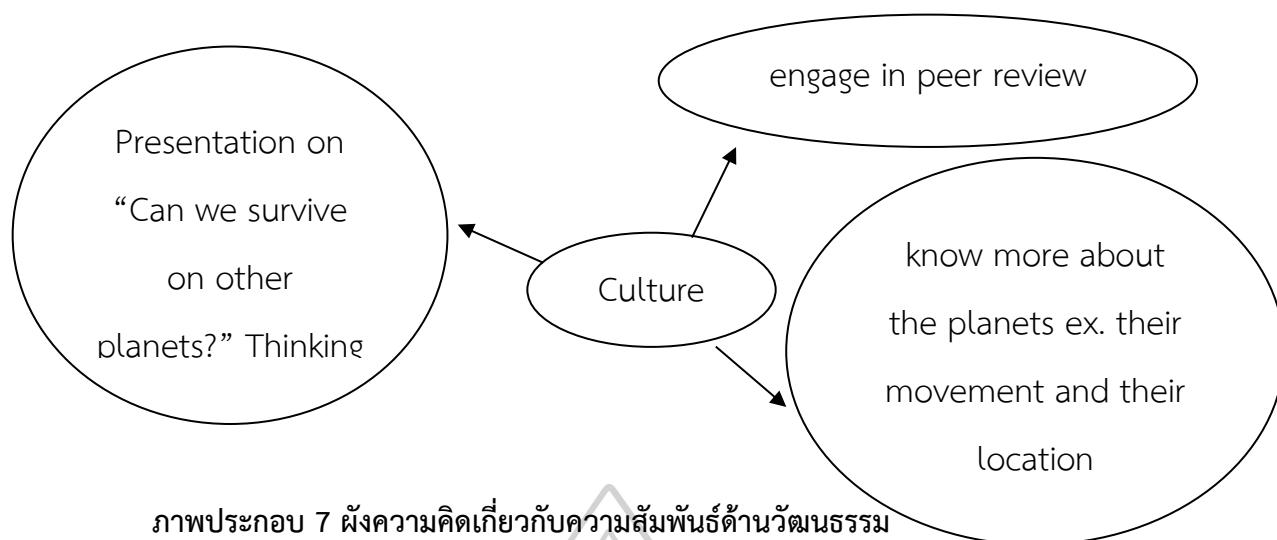 engage in peer review
Presentation on
“Can we survive
on other
planets?” Thinking
Culture
know more about
the planets ex. their
movement and their
location
ภาพประกอบ 7 ผังความคิดเกี่ยวกับความสัมพันธ์ด้านวัฒนธรรม